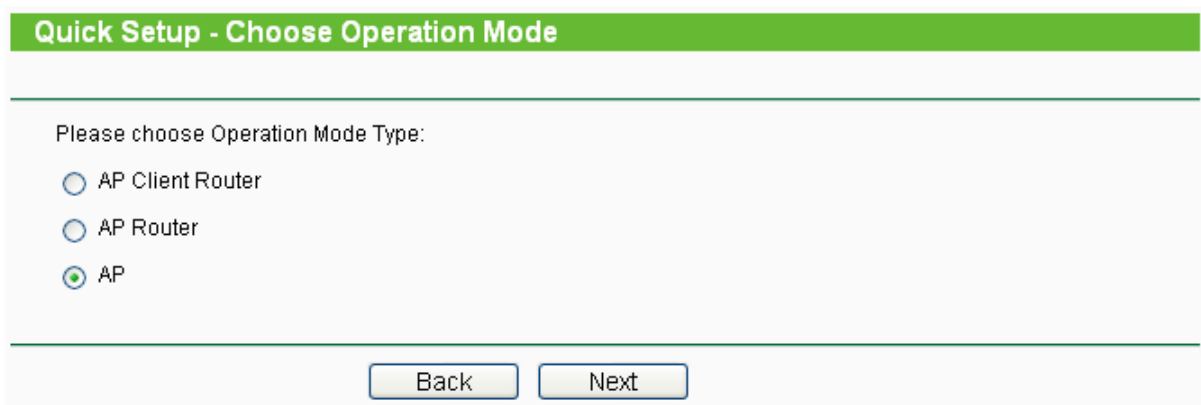 Quick Setup - Choose Operation Mode
Please choose Operation Mode Type:
AP Client Router
AP Router
AP
Back Next